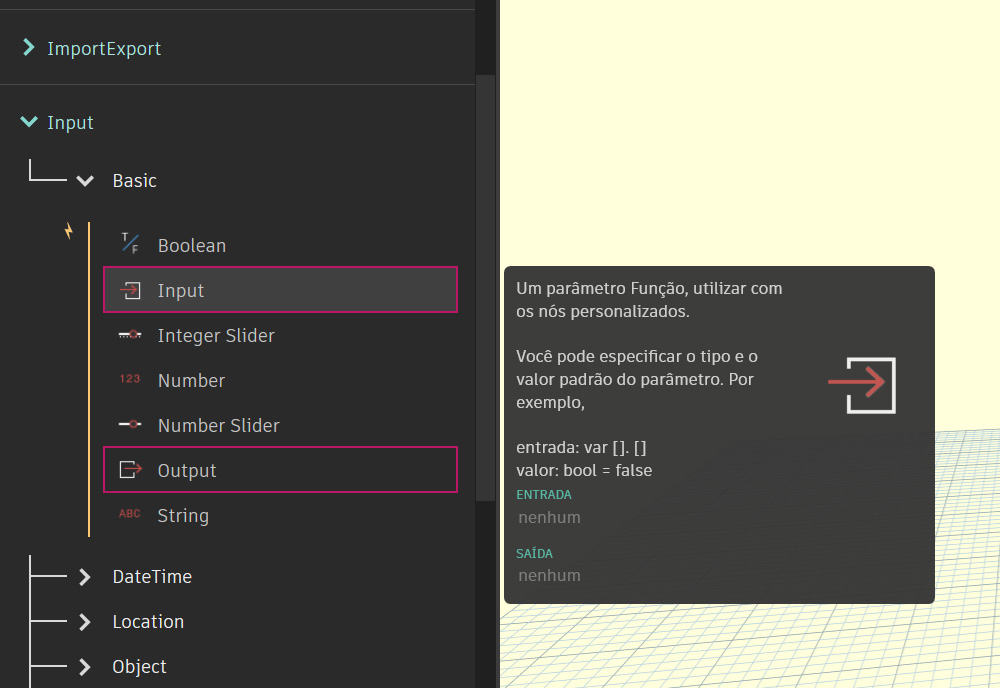 ImportExport
Input
Basic
T/F
Boolean
Input
Integer Slider
123
Number
Number Slider
Output
ABC
String
DateTime
Location
Object
Um parâmetro Função, utilizar com
os nós personalizados.
Você pode especificar o tipo e o
valor padrão do parâmetro. Por
exemplo,
entrada: var []. []
valor: bool = false
ENTRADA
nenhum
SAÍDA
nenhum